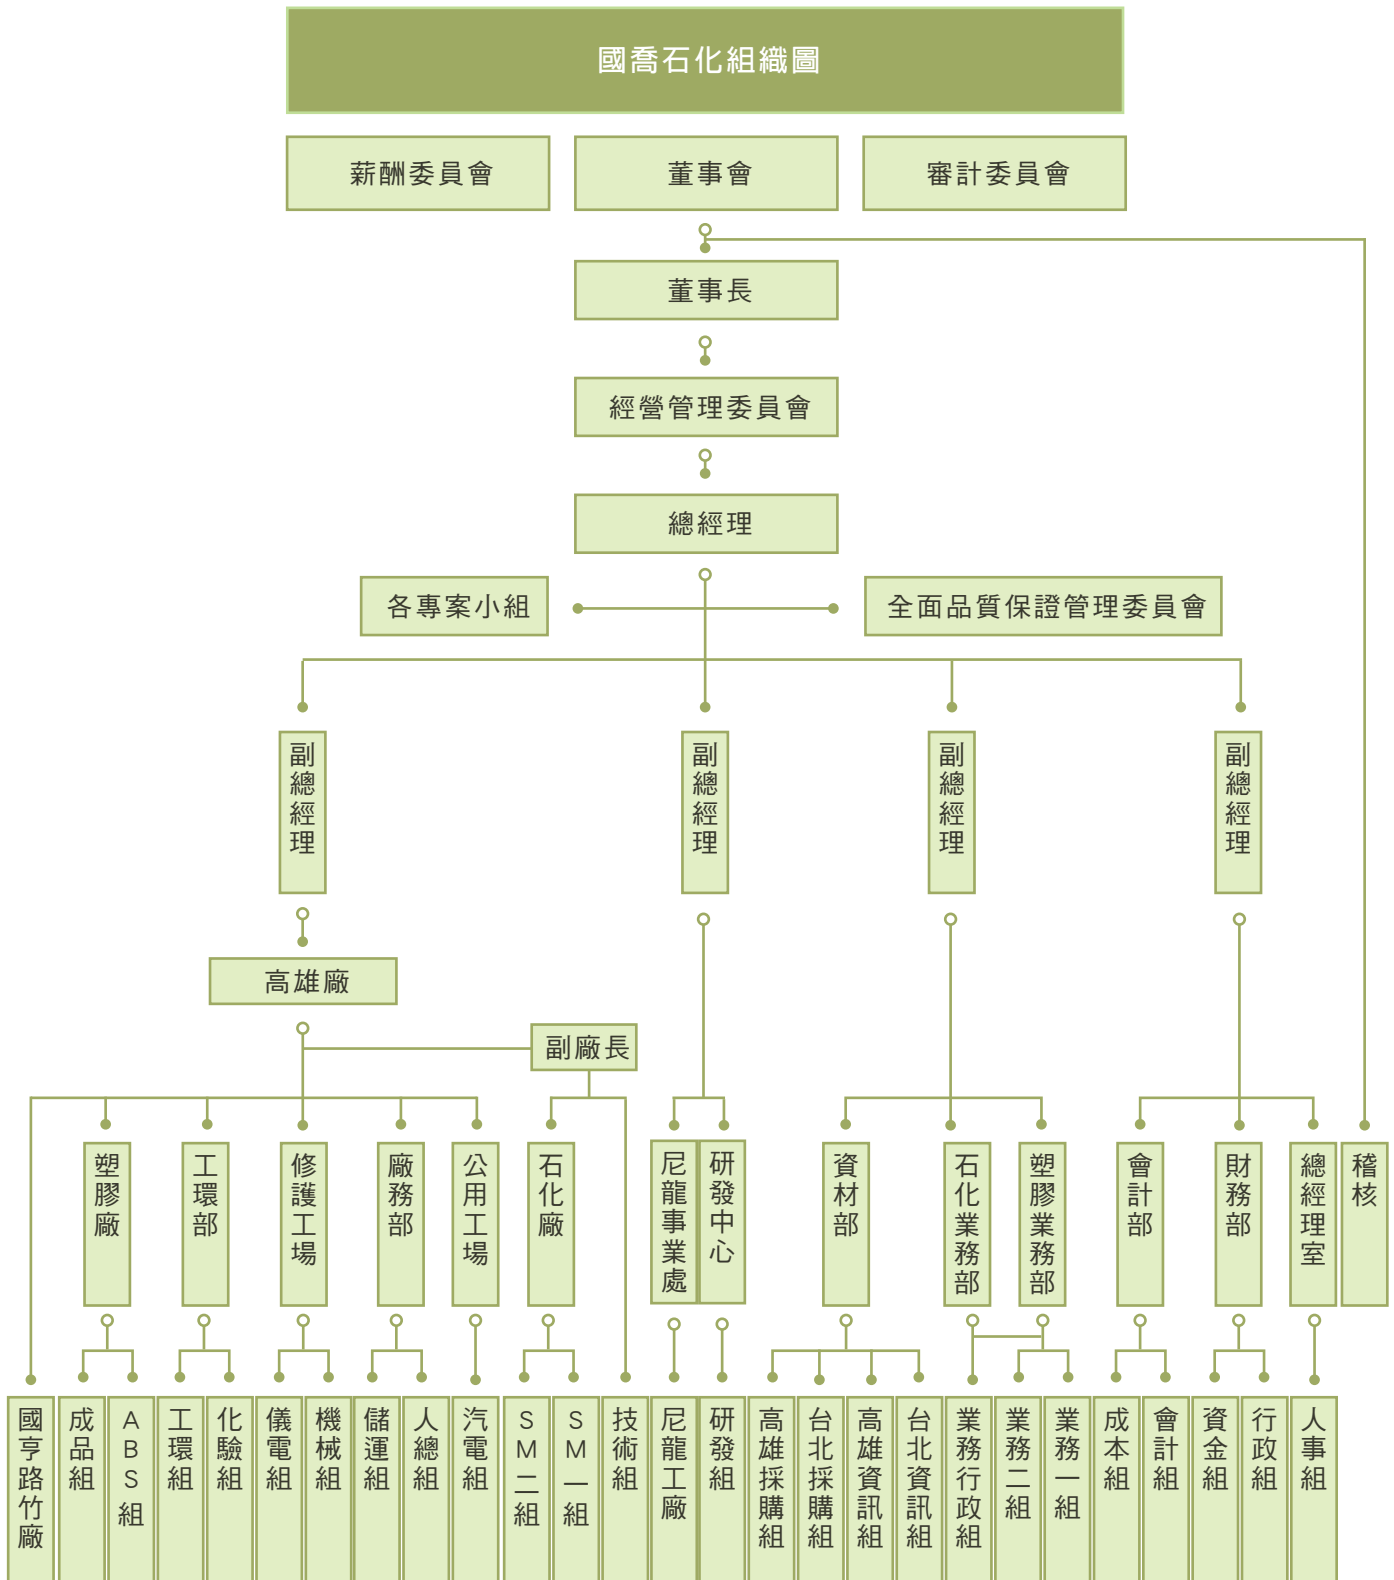 國喬石化組織圖
薪酬委員會
董事會
審計委員會
董事長
經營管理委員會
總經理
各專案小組
全面品質保證管理委員會
副總經理
副總經理
副總經理
副總經理
高雄廠
副廠長
塑膠廠
工環部
修護工場
廠務部
公用工場
石化廠
尼龍事業處
研發中心
資材部
石化業務部
塑膠業務部
會計部
財務部
總經理室
稽核
國亨路竹廠
成品組
ABS組
工環組
化驗組
儀電組
機械組
儲運組
人總組
汽電組
SM二組
SM一組
技術組
尼龍工廠
研發組
高雄採購組
台北採購組
高雄資訊組
台北資訊組
業務行政組
業務二組
業務一組
成本組
會計組
資金組
行政組
人事組